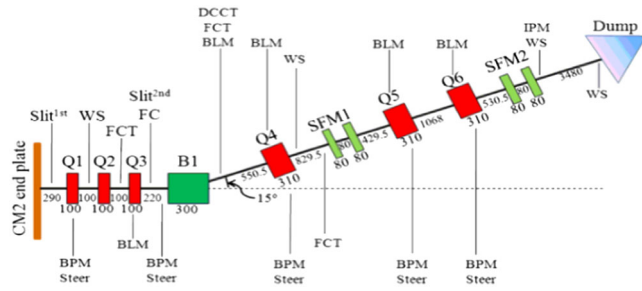 DCCT
FCT
BLM
BLM
WS
BLM
BLM
IPM
WS
Dump
Slit1st
WS
FCT
Slit2nd
FC
Q1
Q2
Q3
B1
Q4
SFM1
Q5
Q6
SFM2
WS
CM2 end plate
290
100
100
100
100
100
220
300
15°
550.5
310
829.5
80
80
80
429.5
310
1068
310
530.5
80
80
80
3480
BLM
FCT
BPM
Steer
BPM
Steer
BPM
Steer
BPM
Steer
BPM
Steer